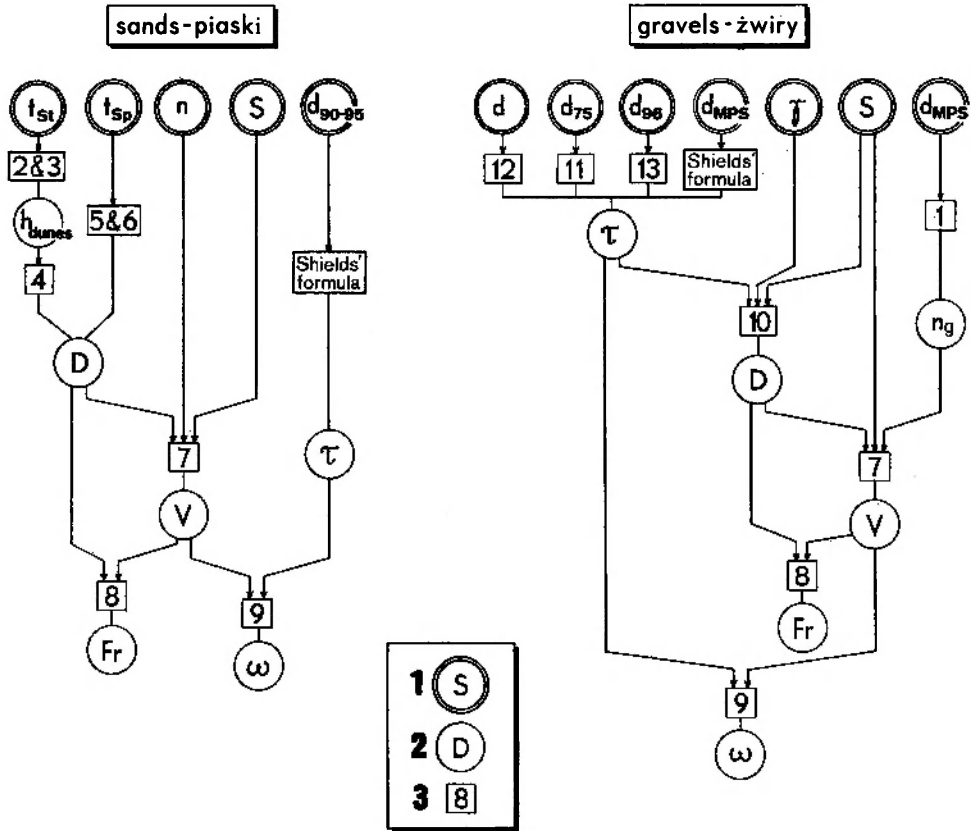 sands-piaski
gravels-żwiry
tSt
tSp
n
S
d90-95
d
d75
d96
dMPS
γ
S
dMPS
2&3
5&6
12
11
13
Shields' formula
1
hdunes
τ
4
Shields' formula
10
ng
D
D
7
τ
7
V
V
8
9
8
Fr
ω
Fr
9
ω
1 S
2 D
3 8